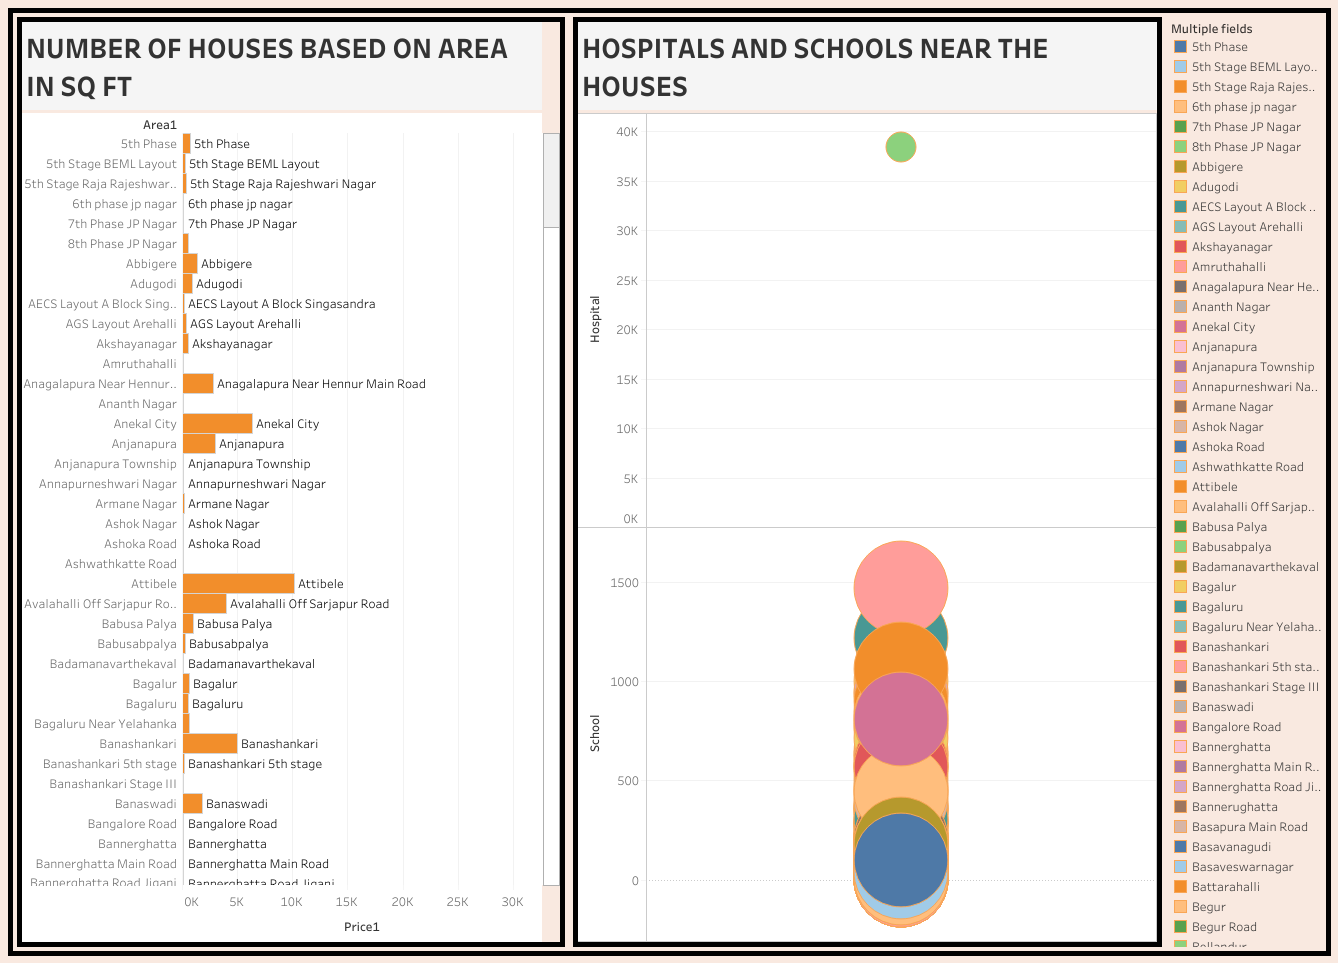 NUMBER OF HOUSES BASED ON AREA
IN SQ FT
Area1
5th Phase 5th Phase
5th Stage BEML Layout 5th Stage BEML Layout
5th Stage Raja Rajeshwar.. 5th Stage Raja Rajeshwari Nagar
6th phase jp nagar 6th phase jp nagar
7th Phase JP Nagar 7th Phase JP Nagar
8th Phase JP Nagar
Abbigere Abbigere
Adugodi Adugodi
AECS Layout A Block Sing.. AECS Layout A Block Singasandra
AGS Layout Arehalli AGS Layout Arehalli
Akshayanagar Akshayanagar
Amruthahalli
Anagalapura Near Hennur.. Anagalapura Near Hennur Main Road
Ananth Nagar
Anekal City Anekal City
Anjanapura Anjanapura
Anjanapura Township Anjanapura Township
Annapurneshwari Nagar Annapurneshwari Nagar
Armane Nagar Armane Nagar
Ashok Nagar Ashok Nagar
Ashoka Road Ashoka Road
Ashwathkatte Road
Attibele Attibele
Avalahalli Off Sarjapur Ro.. Avalahalli Off Sarjapur Road
Babusa Palya Babusa Palya
Babusabpalya Babusabpalya
Badamanavarthekaval Badamanavarthekaval
Bagalur Bagalur
Bagaluru Bagaluru
Bagaluru Near Yelahanka
Banashankari Banashankari
Banashankari 5th stage Banashankari 5th stage
Banashankari Stage III
Banaswadi Banaswadi
Bangalore Road Bangalore Road
Bannerghatta Bannerghatta
Bannerghatta Main Road Bannerghatta Main Road
Bannerghatta Road Jigani Bannerghatta Road Jigani
0K 5K 10K 15K 20K 25K 30K
Price1
HOSPITALS AND SCHOOLS NEAR THE
HOUSES
40K
35K
30K
25K
20K
15K
10K
5K
0K
Hospital
1500
1000
500
0
School
Multiple fields
5th Phase
5th Stage BEML Layo..
5th Stage Raja Rajes..
6th phase jp nagar
7th Phase JP Nagar
8th Phase JP Nagar
Abbigere
Adugodi
AECS Layout A Block ..
AGS Layout Arehalli
Akshayanagar
Amruthahalli
Anagalapura Near He..
Ananth Nagar
Anekal City
Anjanapura
Anjanapura Township
Annapurneshwari Na..
Armane Nagar
Ashok Nagar
Ashoka Road
Ashwathkatte Road
Attibele
Avalahalli Off Sarjap..
Babusa Palya
Babusabpalya
Badamanavarthekaval
Bagalur
Bagaluru
Bagaluru Near Yelaha..
Banashankari
Banashankari 5th sta..
Banashankari Stage III
Banaswadi
Bangalore Road
Bannerghatta
Bannerghatta Main R..
Bannerghatta Road Ji..
Bannerughatta
Basapura Main Road
Basavanagudi
Basaveswarnagar
Battarahalli
Begur
Begur Road
Bellandur